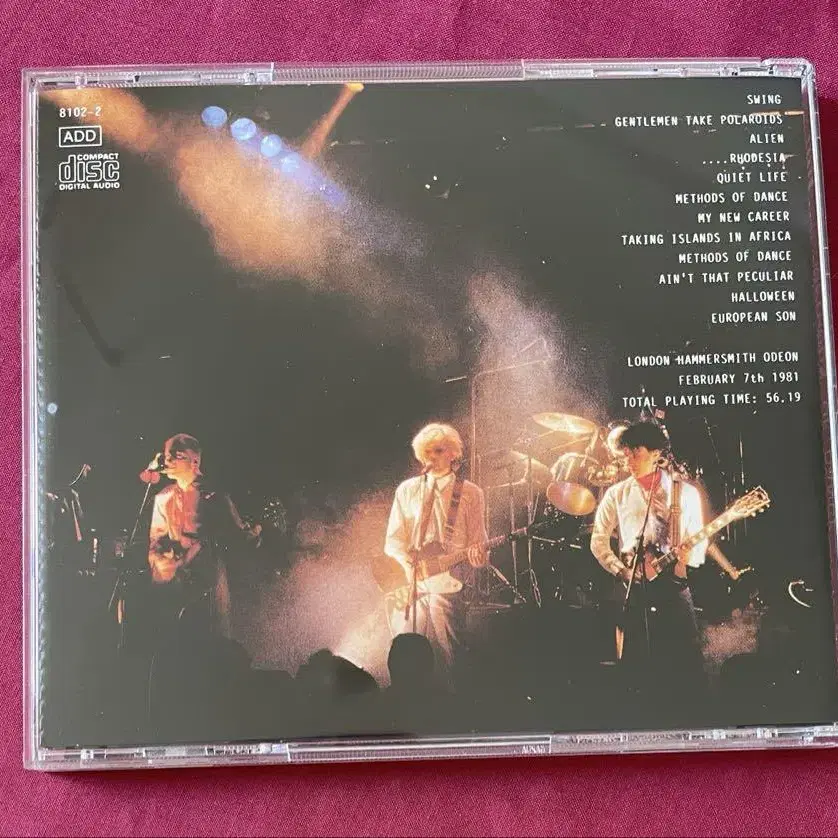 8102-2
ADD
COMPACT
disc
DIGITAL AUDIO
SWING
GENTLEMEN TAKE POLAROIDS
ALIEN
....RHODESIA
QUIET LIFE
METHODS OF DANCE
MY NEW CAREER
TAKING ISLANDS IN AFRICA
METHODS OF DANCE
AIN'T THAT PECULIAR
HALLOWEEN
EUROPEAN SON
LONDON HAMMERSMITH ODEON
FEBRUARY 7th 1981
TOTAL PLAYING TIME: 56.19